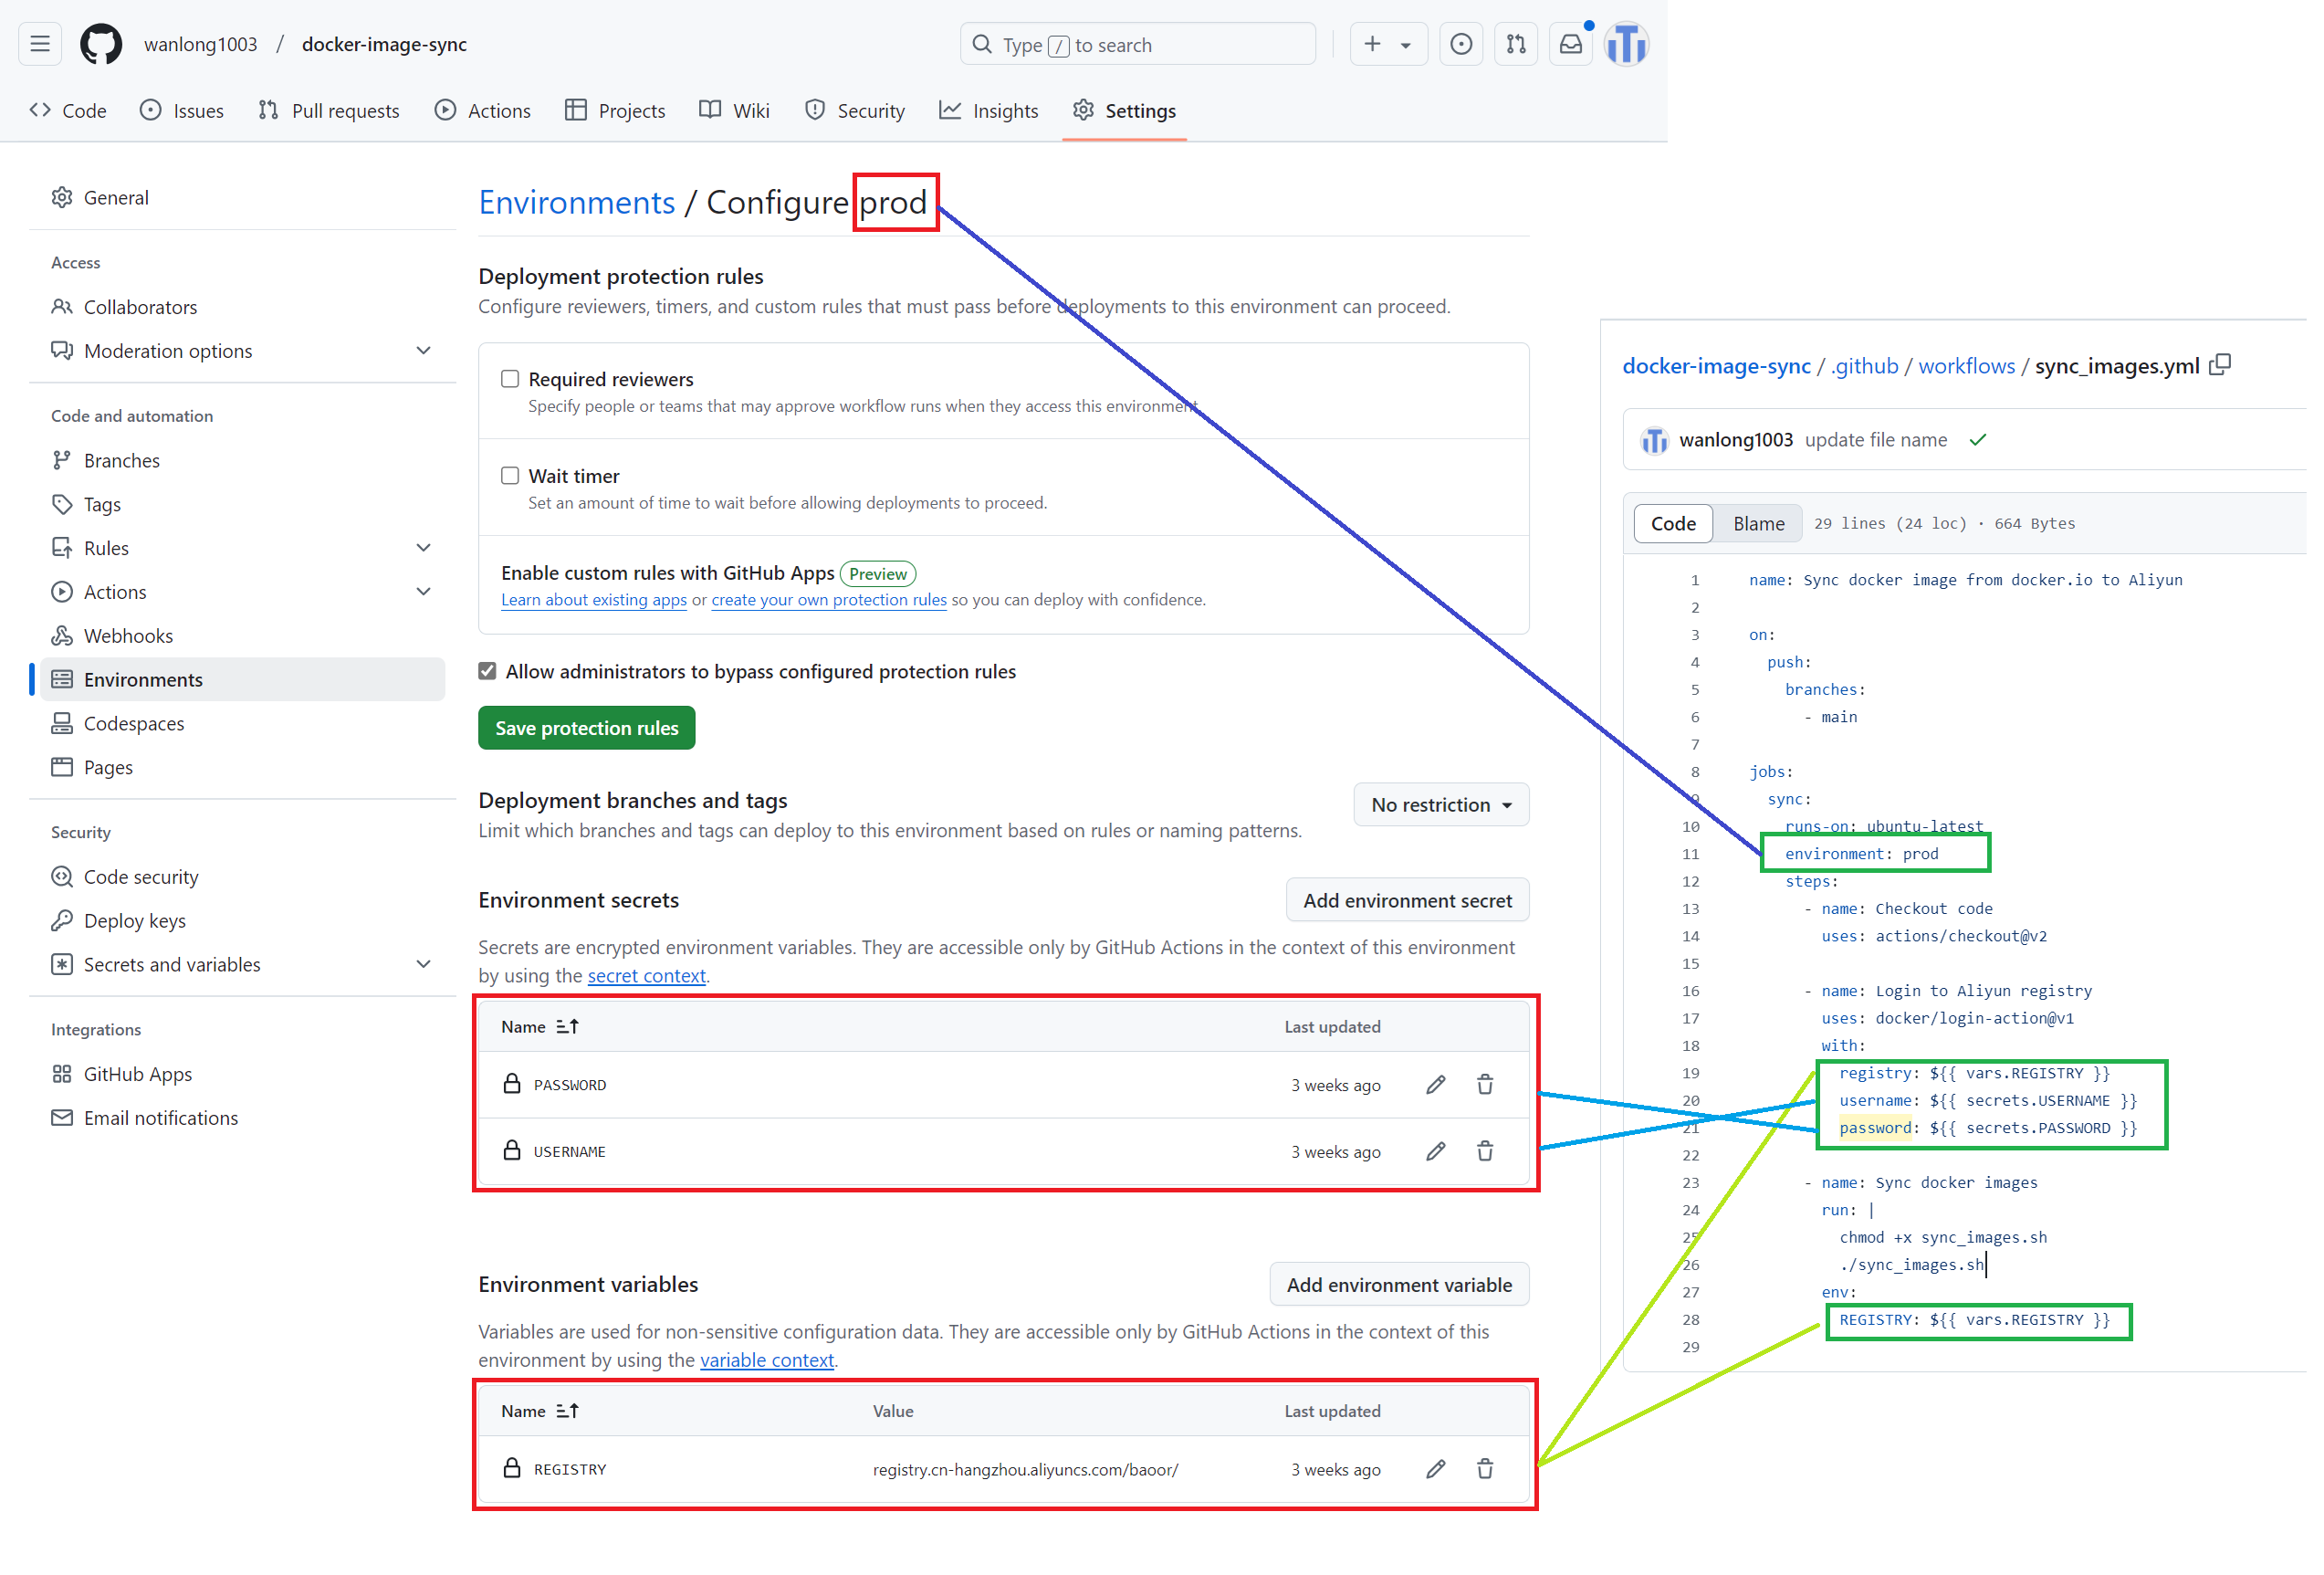 wanlong1003 / docker-image-sync
Type / to search
Code
Issues
Pull requests
Actions
Projects
Wiki
Security
Insights
Settings
General
Access
Collaborators
Moderation options
Code and automation
Branches
Tags
Rules
Actions
Webhooks
Environments
Codespaces
Pages
Security
Code security
Deploy keys
Secrets and variables
Integrations
GitHub Apps
Email notifications
Environments / Configure prod
Deployment protection rules
Configure reviewers, timers, and custom rules that must pass before deployments to this environment can proceed.
Required reviewers
Specify people or teams that may approve workflow runs when they access this environment.
Wait timer
Set an amount of time to wait before allowing deployments to proceed.
Enable custom rules with GitHub Apps Preview
Learn about existing apps or create your own protection rules so you can deploy with confidence.
Allow administrators to bypass configured protection rules
Save protection rules
Deployment branches and tags
No restriction
Limit which branches and tags can deploy to this environment based on rules or naming patterns.
Environment secrets
Add environment secret
Secrets are encrypted environment variables. They are accessible only by GitHub Actions in the context of this environment
by using the secret context.
Name Last updated
PASSWORD 3 weeks ago
USERNAME 3 weeks ago
Environment variables
Add environment variable
Variables are used for non-sensitive configuration data. They are accessible only by GitHub Actions in the context of this
environment by using the variable context.
Name Value Last updated
REGISTRY registry.cn-hangzhou.aliyuncs.com/baoor/ 3 weeks ago
docker-image-sync / .github / workflows / sync_images.yml
wanlong1003 update file name
Code Blame 29 lines (24 loc) · 664 Bytes
1 name: Sync docker image from docker.io to Aliyun
2
3 on:
4 push:
5 branches:
6 - main
7
8 jobs:
9 sync:
10 runs-on: ubuntu-latest
11 environment: prod
12 steps:
13 - name: Checkout code
14 uses: actions/checkout@v2
15
16 - name: Login to Aliyun registry
17 uses: docker/login-action@v1
18 with:
19 registry: ${{ vars.REGISTRY }}
20 username: ${{ secrets.USERNAME }}
21 password: ${{ secrets.PASSWORD }}
22
23 - name: Sync docker images
24 run: |
25 chmod +x sync_images.sh
26 ./sync_images.sh
27 env:
28 REGISTRY: ${{ vars.REGISTRY }}
29